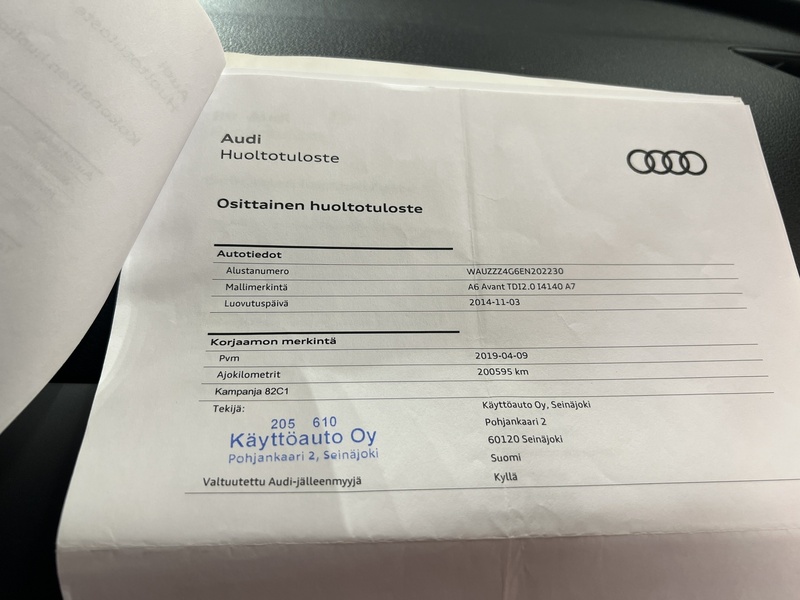 Audi
Huoltotuloste
Osittainen huoltotuloste
Autotiedot
Alustanumero WAUZZZ4G6EN202230
Mallimerkintä A6 Avant TDI2.0 I4140 A7
Luovutuspäivä 2014-11-03
Korjaamon merkintä
Pvm 2019-04-09
Ajokilometrit 200595 km
Kampanja 82C1
Tekijä: Käyttöauto Oy, Seinäjoki
205 610
Pohjankaari 2
Käyttöauto Oy
60120 Seinäjoki
Pohjankaari 2, Seinäjoki
Suomi
Valtuutettu Audi-jälleenmyyjä Kyllä